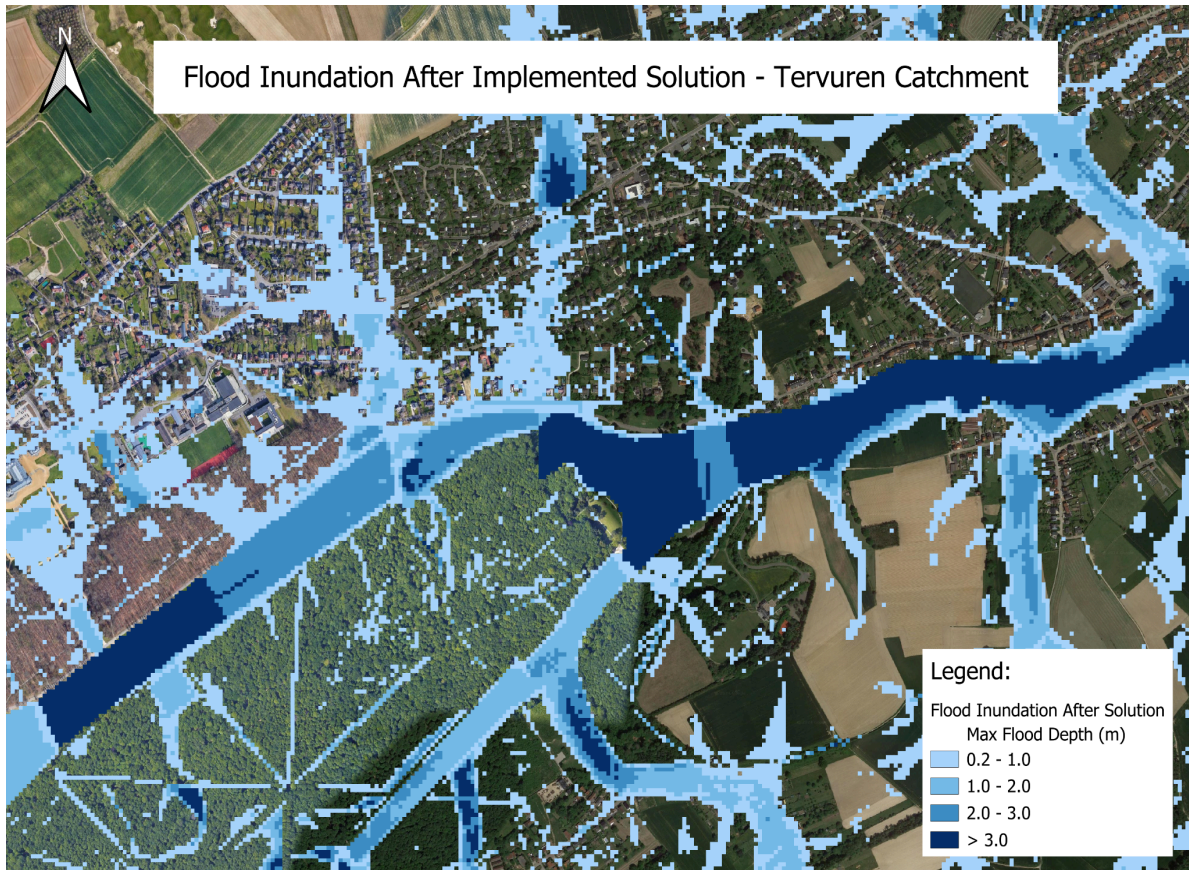 N
Flood Inundation After Implemented Solution - Tervuren Catchment
Legend:
Flood Inundation After Solution
Max Flood Depth (m)
0.2 - 1.0
1.0 - 2.0
2.0 - 3.0
> 3.0